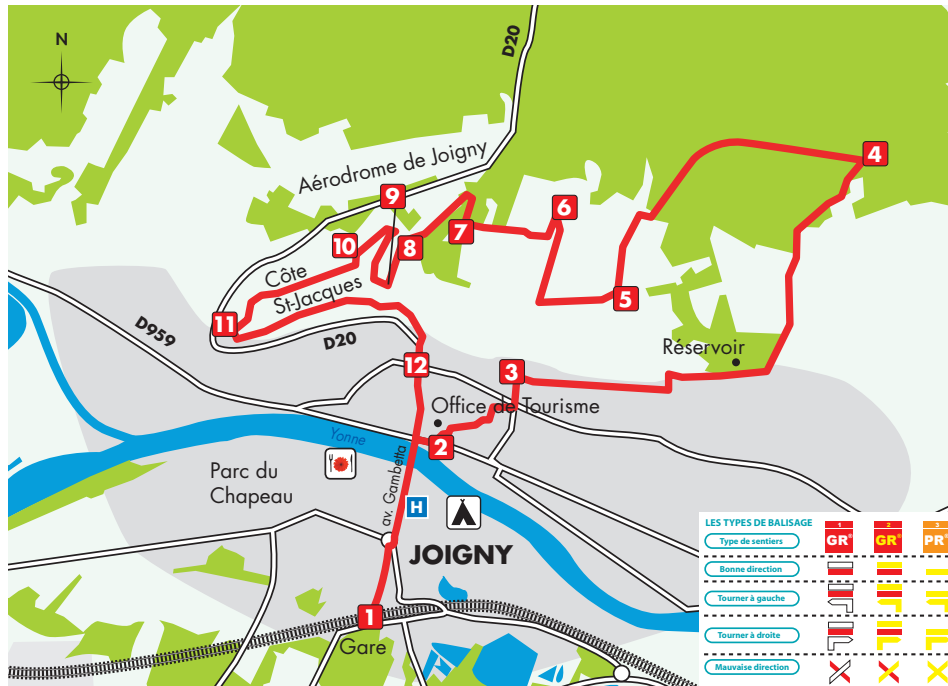 N
D20
Aérodrome de Joigny
9
4
6
7
8
10
Côte
St-Jacques
5
11
D959
D20
Réservoir
12
3
Office de Tourisme
Yonne
2
Parc du
Chapeau
av. Gambetta
H
JOIGNY
1
Gare
LES TYPES DE BALISAGE
1
2
3
Type de sentiers
GR®
GR®
PR®
Bonne direction
Tourner à gauche
Tourner à droite
Mauvaise direction